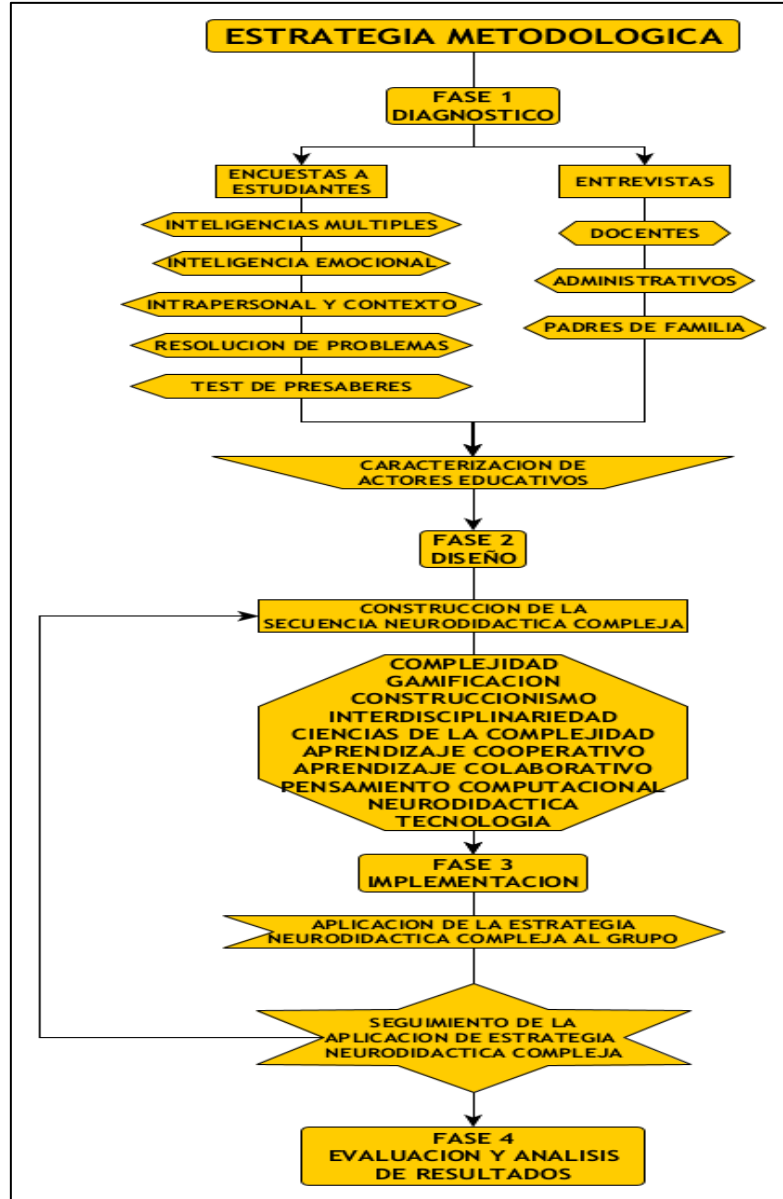 ESTRATEGIA METODOLOGICA
FASE 1
DIAGNOSTICO
ENCUESTAS A
ESTUDIANTES
INTELIGENCIAS MULTIPLES
INTELIGENCIA EMOCIONAL
INTRAPERSONAL Y CONTEXTO
RESOLUCION DE PROBLEMAS
TEST DE PRESABERES
ENTREVISTAS
DOCENTES
ADMINISTRATIVOS
PADRES DE FAMILIA
CARACTERIZACION DE
ACTORES EDUCATIVOS
FASE 2
DISEÑO
CONSTRUCCION DE LA
SECUENCIA NEURODIDACTICA COMPLEJA
COMPLEJIDAD
GAMIFICACION
CONSTRUCCIONISMO
INTERDISCIPLINARIEDAD
CIENCIAS DE LA COMPLEJIDAD
APRENDIZAJE COOPERATIVO
APRENDIZAJE COLABORATIVO
PENSAMIENTO COMPUTACIONAL
NEURODIDACTICA
TECNOLOGIA
FASE 3
IMPLEMENTACION
APLICACION DE LA ESTRATEGIA
NEURODIDACTICA COMPLEJA AL GRUPO
SEGUIMIENTO DE LA
APLICACION DE ESTRATEGIA
NEURODIDACTICA COMPLEJA
FASE 4
EVALUACION Y ANALISIS
DE RESULTADOS